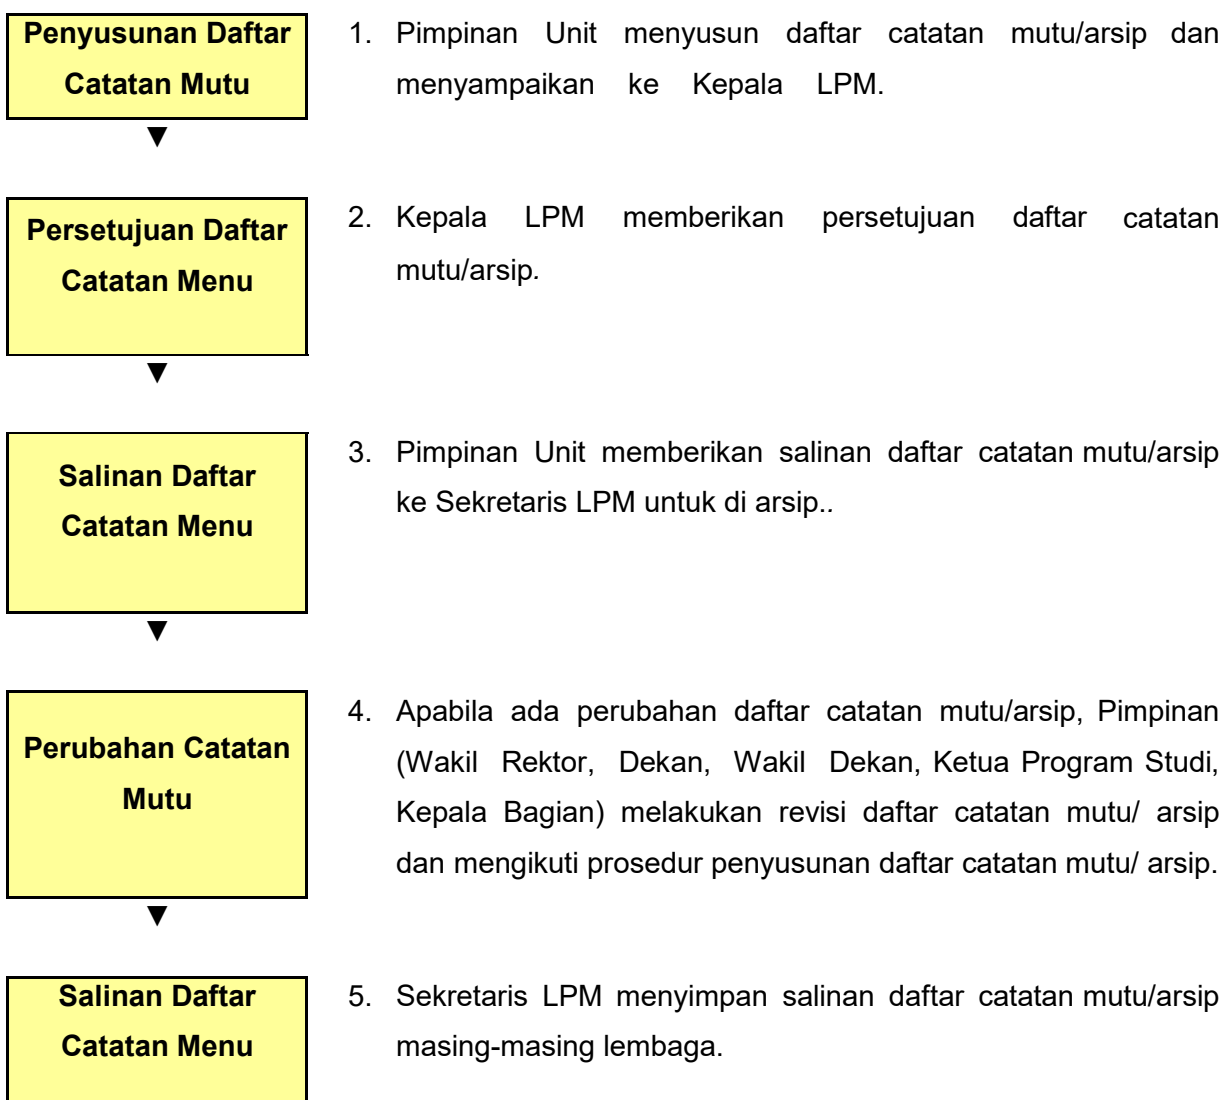 Penyusunan Daftar
Catatan Mutu
1. Pimpinan Unit menyusun daftar catatan mutu/arsip dan
menyampaikan ke Kepala LPM.
▼
Persetujuan Daftar
Catatan Menu
2. Kepala LPM memberikan persetujuan daftar catatan
mutu/arsip.
▼
Salinan Daftar
Catatan Menu
3. Pimpinan Unit memberikan salinan daftar catatan mutu/arsip
ke Sekretaris LPM untuk di arsip..
▼
Perubahan Catatan
Mutu
4. Apabila ada perubahan daftar catatan mutu/arsip, Pimpinan
(Wakil Rektor, Dekan, Wakil Dekan, Ketua Program Studi,
Kepala Bagian) melakukan revisi daftar catatan mutu/ arsip
dan mengikuti prosedur penyusunan daftar catatan mutu/ arsip.
▼
Salinan Daftar
Catatan Menu
5. Sekretaris LPM menyimpan salinan daftar catatan mutu/arsip
masing-masing lembaga.